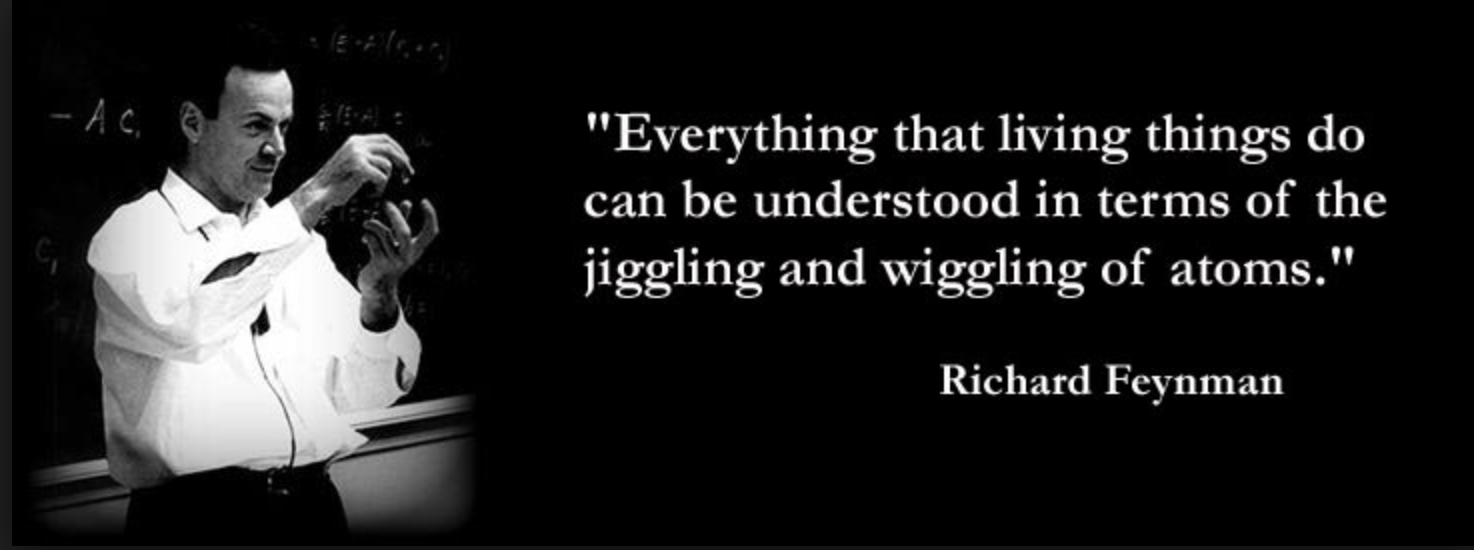 "Everything that living things do
can be understood in terms of the
jiggling and wiggling of atoms."
Richard Feynman
- A C,